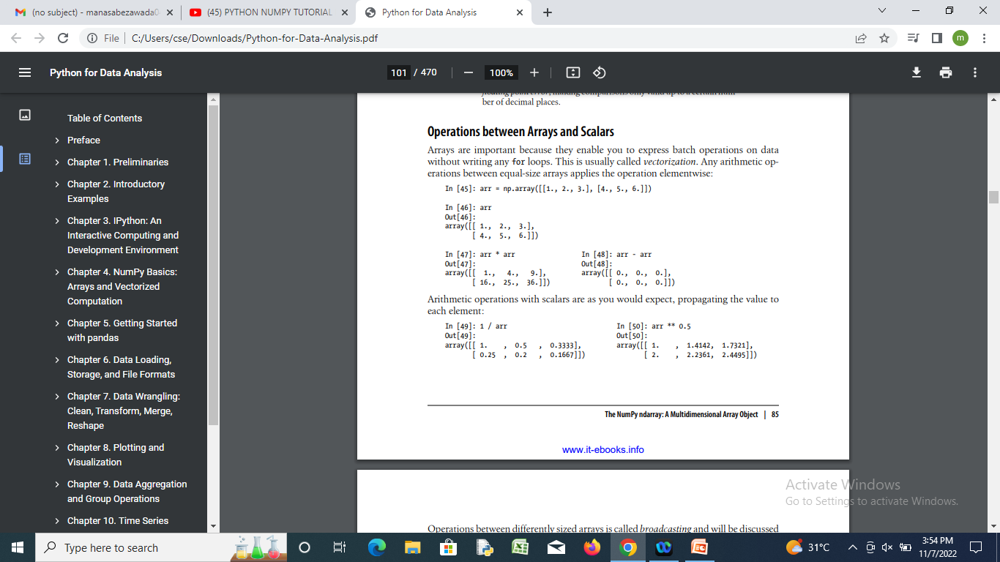 (no subject) - manasabezawada0
(45) PYTHON NUMPY TUTORIAL
Python for Data Analysis
File
C:/Users/cse/Downloads/Python-for-Data-Analysis.pdf
m
Python for Data Analysis
101 / 470
100%
Table of Contents
Preface
Chapter 1. Preliminaries
Chapter 2. Introductory
Examples
Chapter 3. IPython: An
Interactive Computing and
Development Environment
Chapter 4. NumPy Basics:
Arrays and Vectorized
Computation
Chapter 5. Getting Started
with pandas
Chapter 6. Data Loading,
Storage, and File Formats
Chapter 7. Data Wrangling:
Clean, Transform, Merge,
Reshape
Chapter 8. Plotting and
Visualization
Chapter 9. Data Aggregation
and Group Operations
Chapter 10. Time Series
floating point error, making comparisons only valid up to a certain num-
ber of decimal places.
Operations between Arrays and Scalars
Arrays are important because they enable you to express batch operations on data
without writing any for loops. This is usually called vectorization. Any arithmetic op-
erations between equal-size arrays applies the operation elementwise:
In [45]: arr = np.array([[1., 2., 3.], [4., 5., 6.]])
In [46]: arr
Out[46]:
array([[ 1., 2., 3.],
[ 4., 5., 6.]])
In [47]: arr * arr
Out[47]:
array([[ 1., 4., 9.],
[ 16., 25., 36.]])
In [48]: arr - arr
Out[48]:
array([[ 0., 0., 0.],
[ 0., 0., 0.]])
Arithmetic operations with scalars are as you would expect, propagating the value to
each element:
In [49]: 1 / arr
Out[49]:
array([[ 1. , 0.5 , 0.3333],
[ 0.25 , 0.2 , 0.1667]])
In [50]: arr ** 0.5
Out[50]:
array([[ 1. , 1.4142, 1.7321],
[ 2. , 2.2361, 2.4495]])
The NumPy ndarray: A Multidimensional Array Object | 85
www.it-ebooks.info
Operations between differently sized arrays is called broadcasting and will be discussed
Activate Windows
Go to Settings to activate Windows.
Type here to search
31°C
3:54 PM
11/7/2022